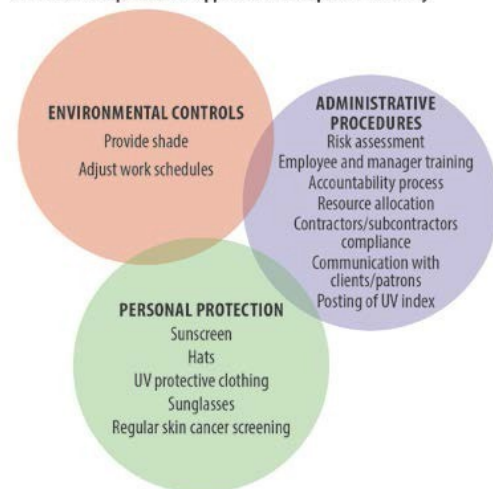 ENVIRONMENTAL CONTROLS
Provide shade
Adjust work schedules
ADMINISTRATIVE
PROCEDURES
Risk assessment
Employee and manager training
Accountability process
Resource allocation
Contractors/subcontractors
compliance
Communication with
clients/patrons
Posting of UV index
PERSONAL PROTECTION
Sunscreen
Hats
UV protective clothing
Sunglasses
Regular skin cancer screening